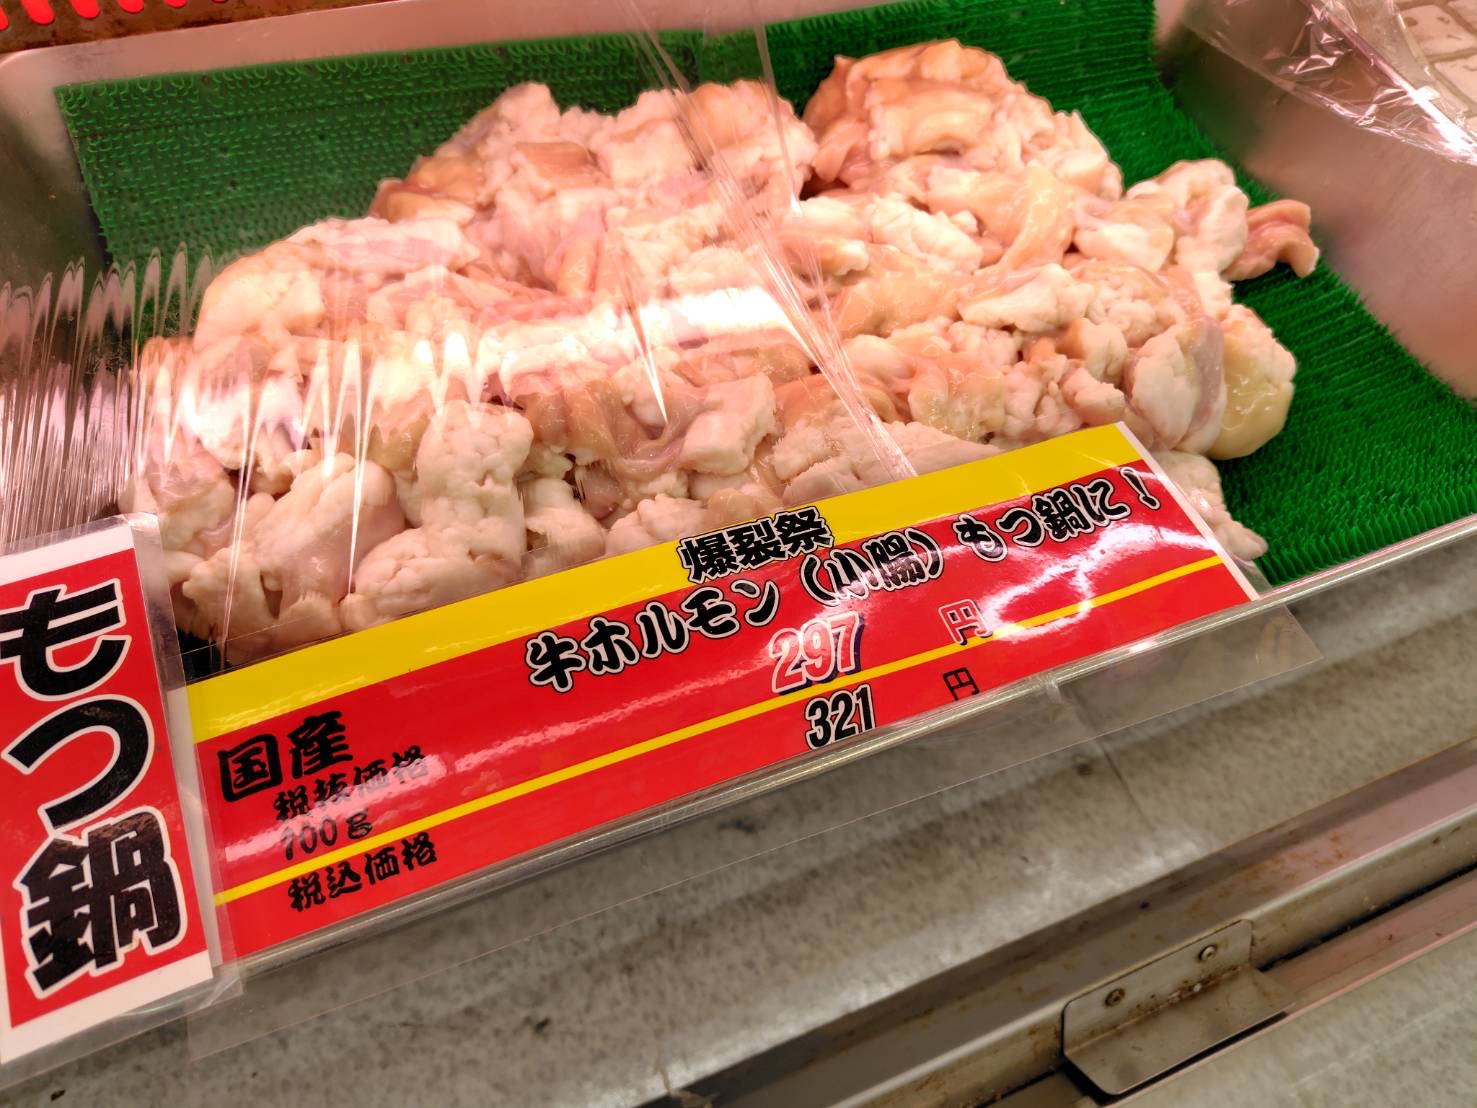 もつ鍋
爆裂祭
牛ホルモン（小腸）もつ鍋に！
国産
税抜価格
100g
297 円
税込価格
321 円